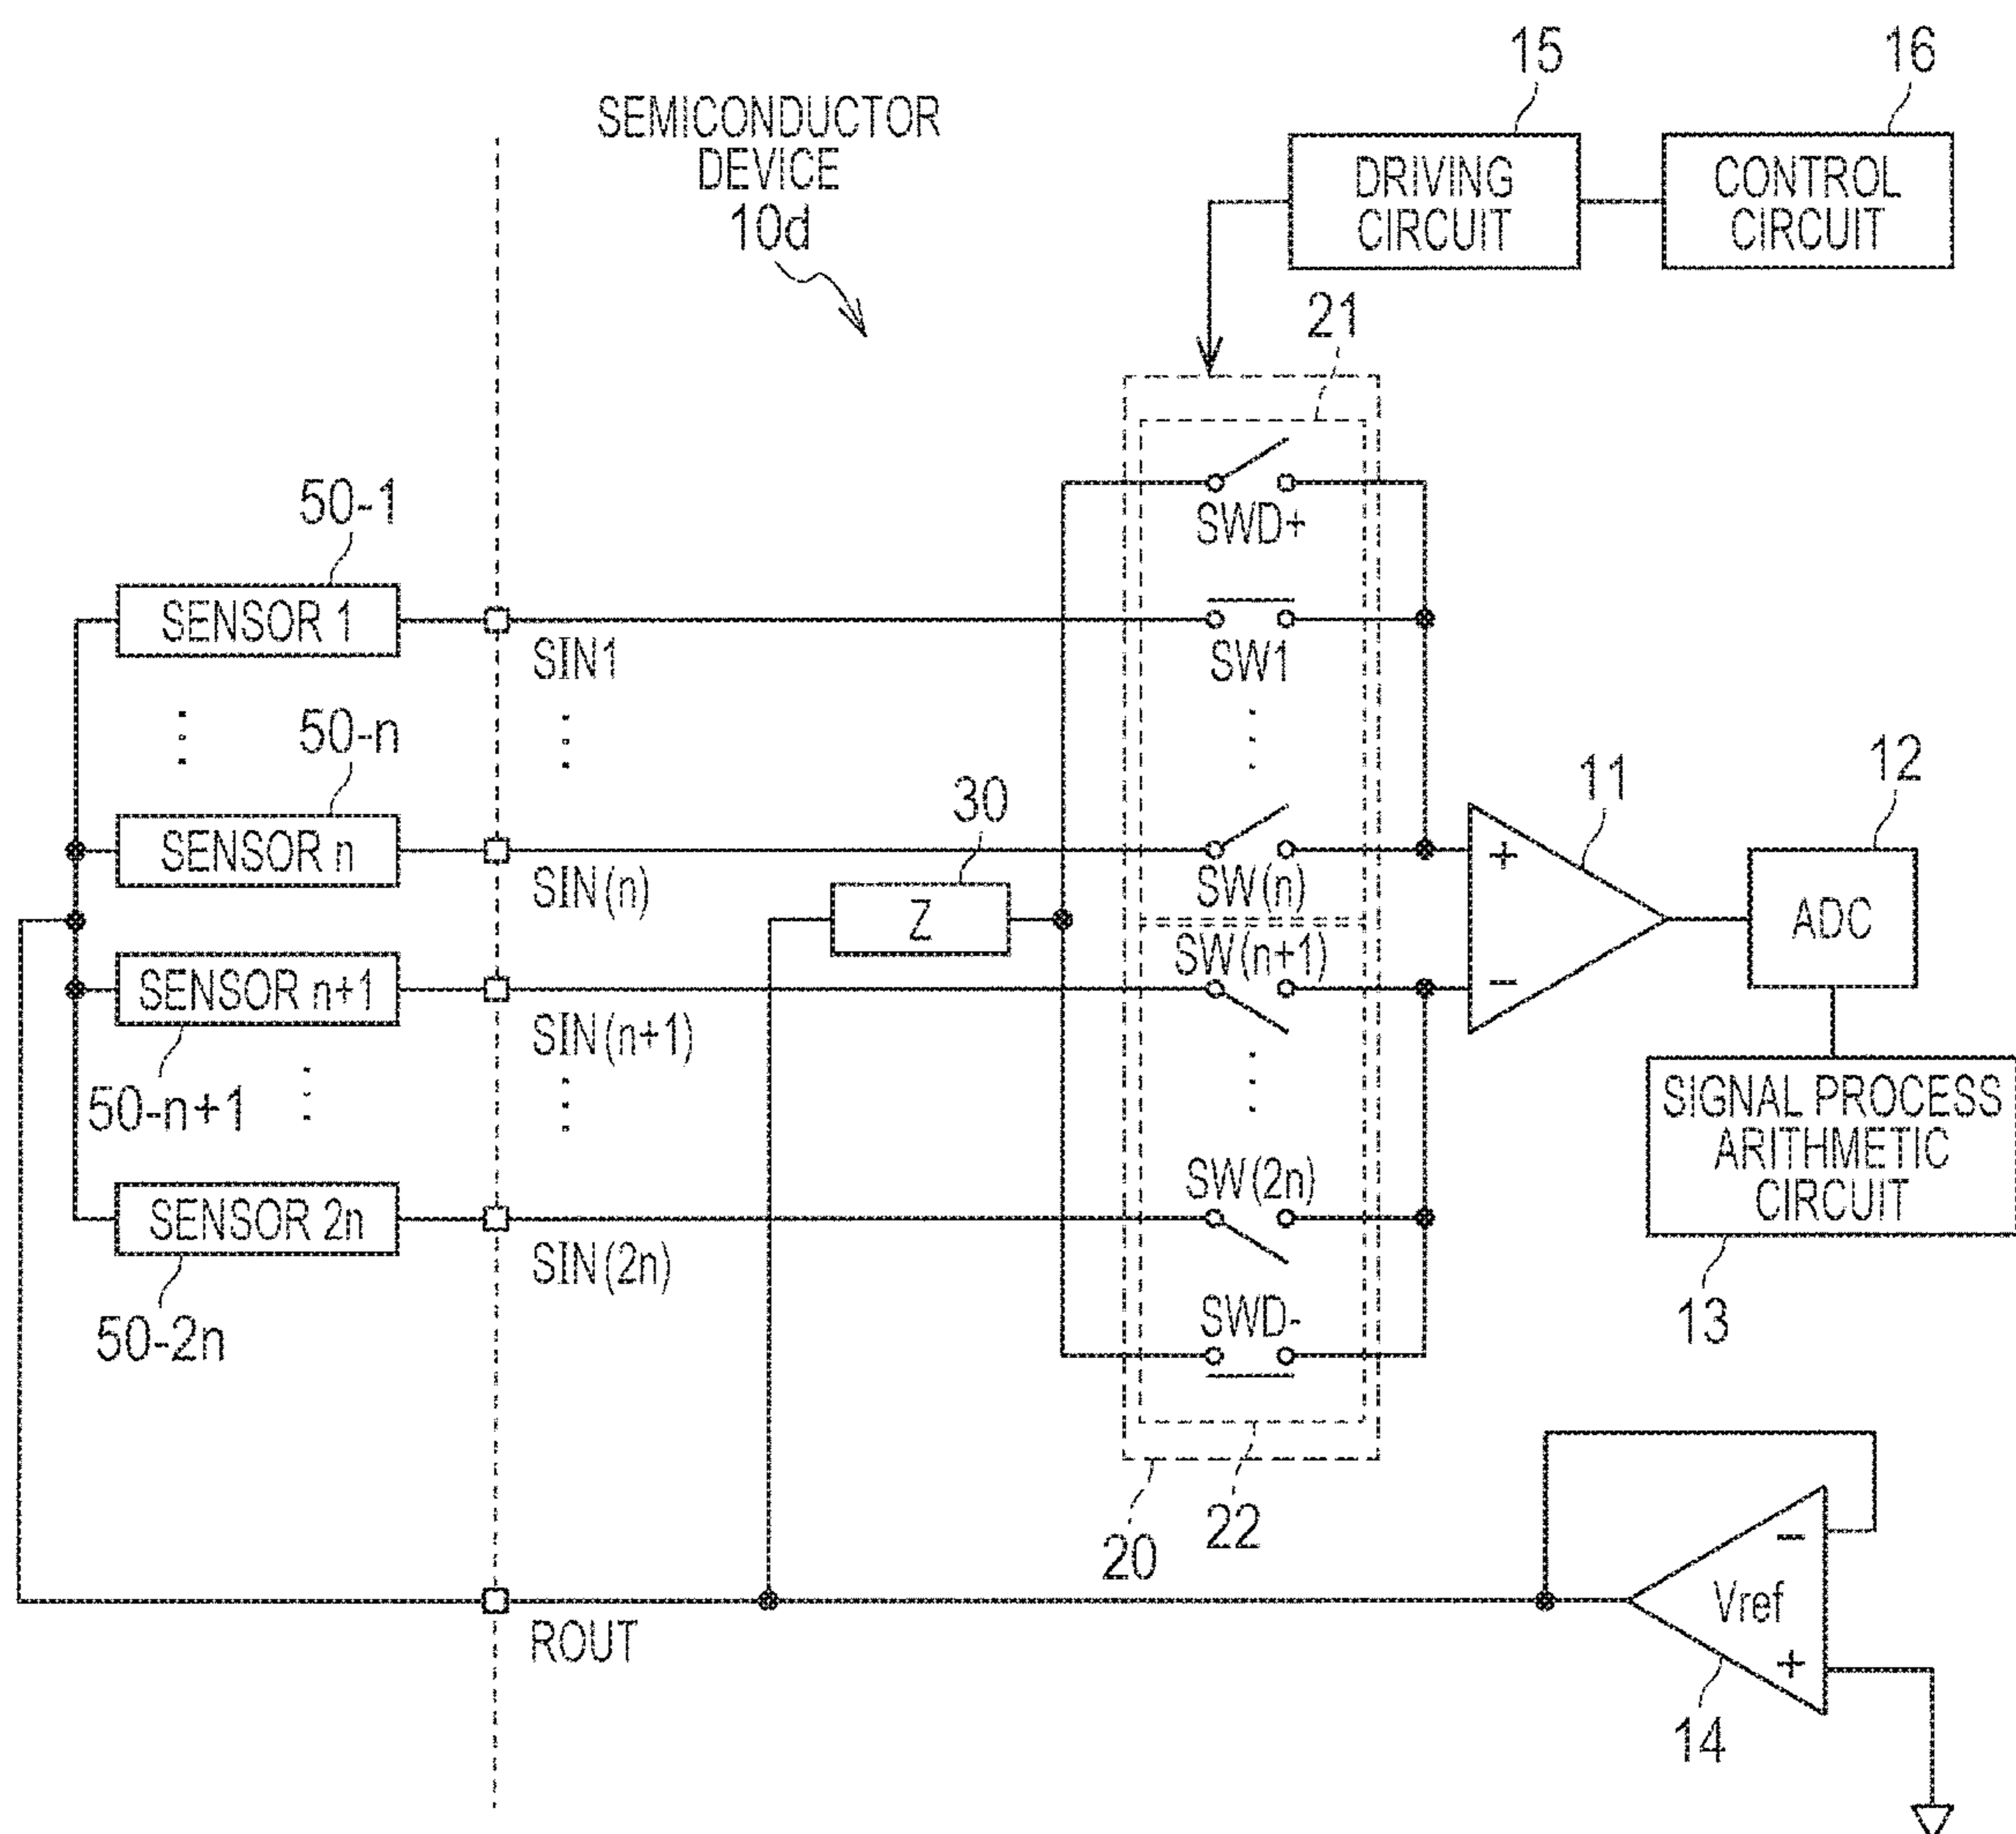 15
16
SEMICONDUCTOR
DEVICE
10d
DRIVING
CIRCUIT
CONTROL
CIRCUIT
21
50-1
SWD+
SENSOR 1
SIN1
SW1
50-n
30
11
12
SENSOR n
SIN(n)
SW(n)
+
Z
ADC
SENSOR n+1
SIN(n+1)
SW(n+1)
−
50-n+1
SIGNAL PROCESS
ARITHMETIC
CIRCUIT
SW(2n)
SENSOR 2n
SIN(2n)
13
50-2n
SWD-
20
22
−
Vref
+
ROUT
14